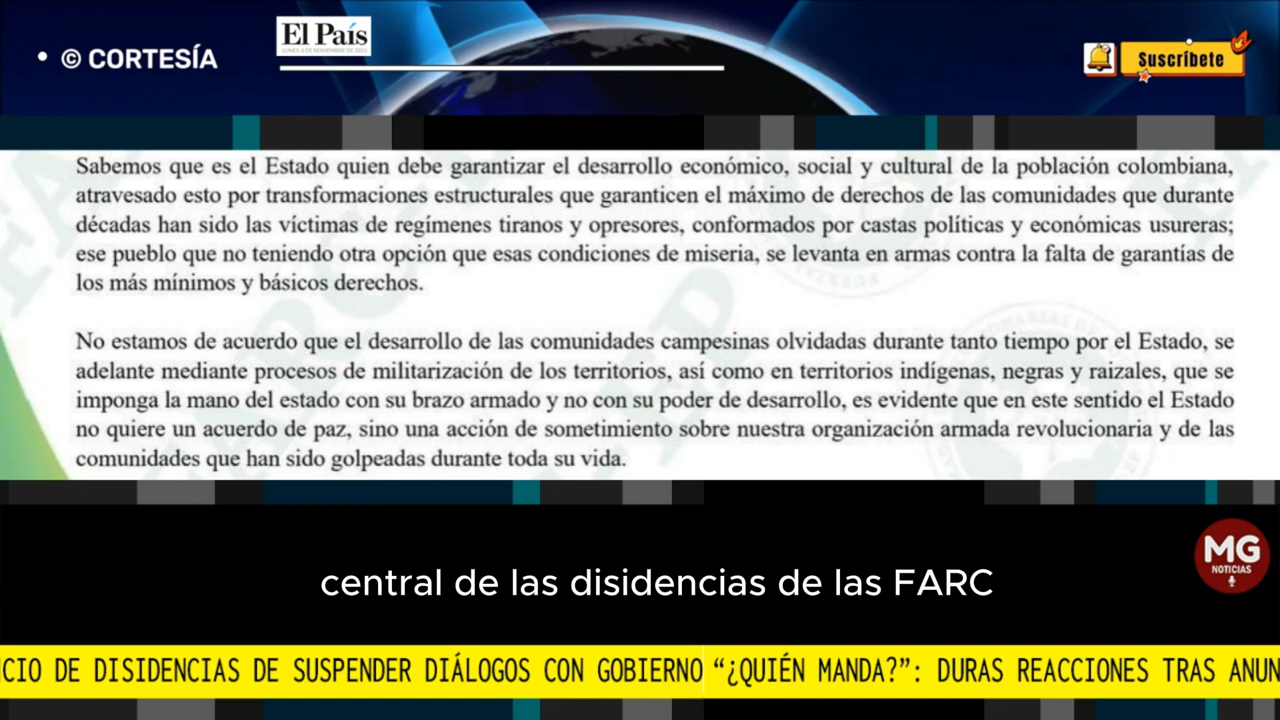 • © CORTESÍA
El País
LUNES, 6 DE NOVIEMBRE DE 2023
Suscríbete
Sabemos que es el Estado quien debe garantizar el desarrollo económico, social y cultural de la población colombiana,
atravesado esto por transformaciones estructurales que garanticen el máximo de derechos de las comunidades que durante
décadas han sido las víctimas de regímenes tiranos y opresores, conformados por castas políticas y económicas usureras;
ese pueblo que no teniendo otra opción que esas condiciones de miseria, se levanta en armas contra la falta de garantías de
los más mínimos y básicos derechos.
No estamos de acuerdo que el desarrollo de las comunidades campesinas olvidadas durante tanto tiempo por el Estado, se
adelante mediante procesos de militarización de los territorios, así como en territorios indígenas, negras y raizales, que se
imponga la mano del estado con su brazo armado y no con su poder de desarrollo, es evidente que en este sentido el Estado
no quiere un acuerdo de paz, sino una acción de sometimiento sobre nuestra organización armada revolucionaria y de las
comunidades que han sido golpeadas durante toda su vida.
MG
NOTICIAS
central de las disidencias de las FARC
CIO DE DISIDENCIAS DE SUSPENDER DIÁLOGOS CON GOBIERNO “¿QUIÉN MANDA?”: DURAS REACCIONES TRAS ANUN